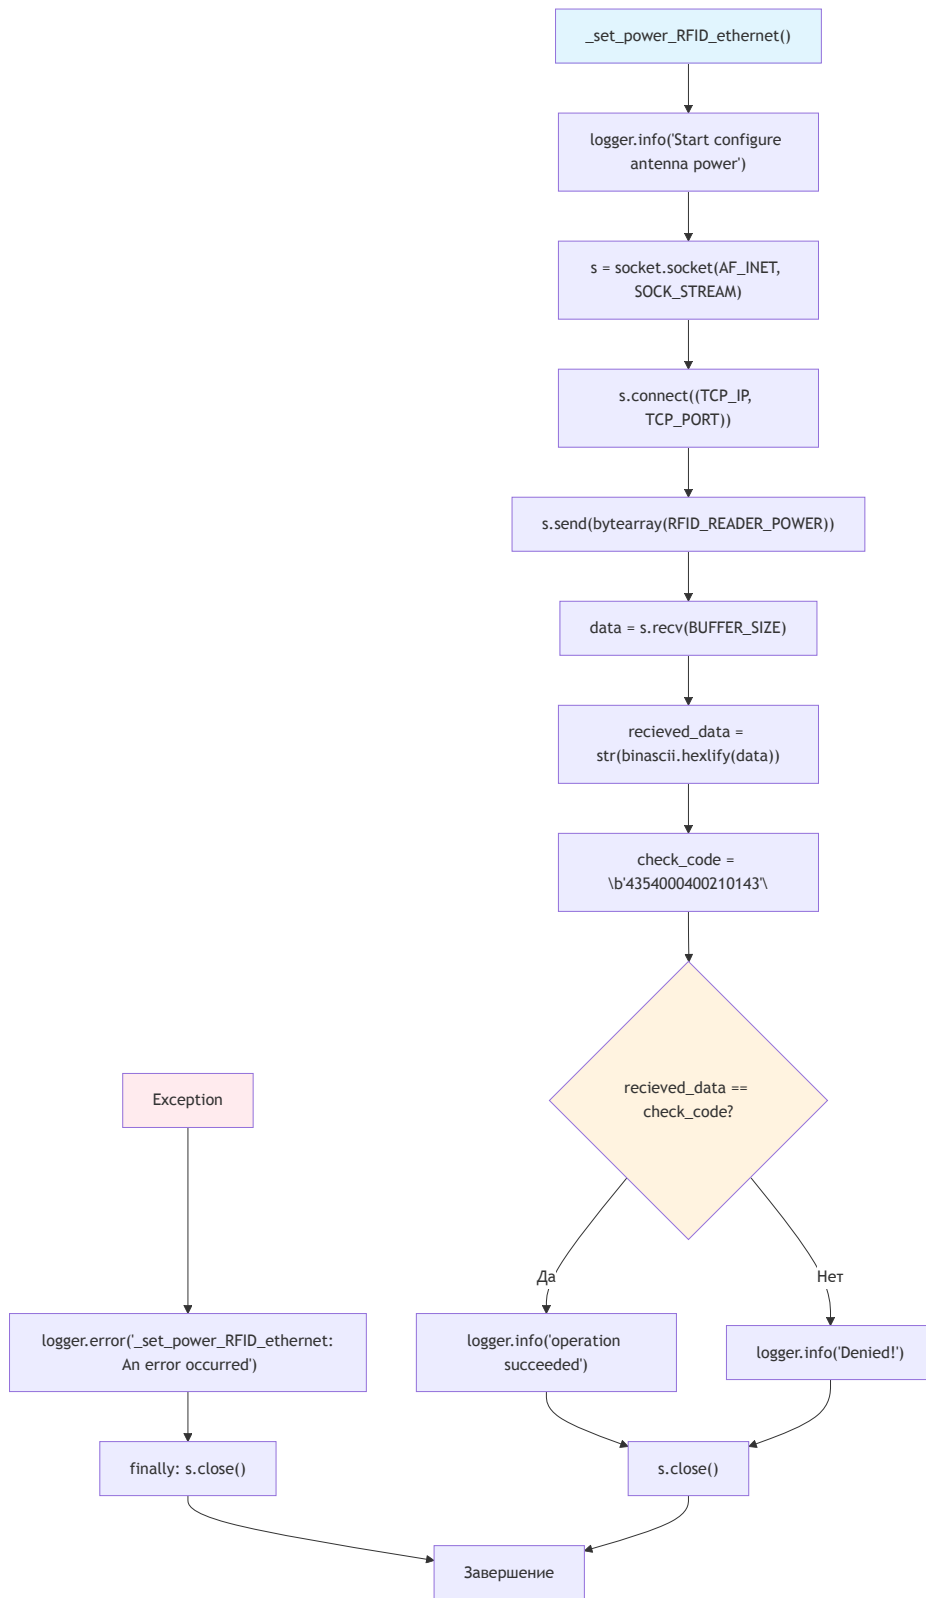 _set_power_RFID_ethernet()
logger.info('Start configure
antenna power')
s = socket.socket(AF_INET,
SOCK_STREAM)
s.connect((TCP_IP,
TCP_PORT))
s.send(bytearray(RFID_READER_POWER))
data = s.recv(BUFFER_SIZE)
recieved_data =
str(binascii.hexlify(data))
check_code =
\b'4354000400210143'\
recieved_data ==
check_code?
Exception
Да
Нет
logger.error('_set_power_RFID_ethernet:
An error occurred')
logger.info('operation
succeeded')
logger.info('Denied!')
finally: s.close()
s.close()
Завершение